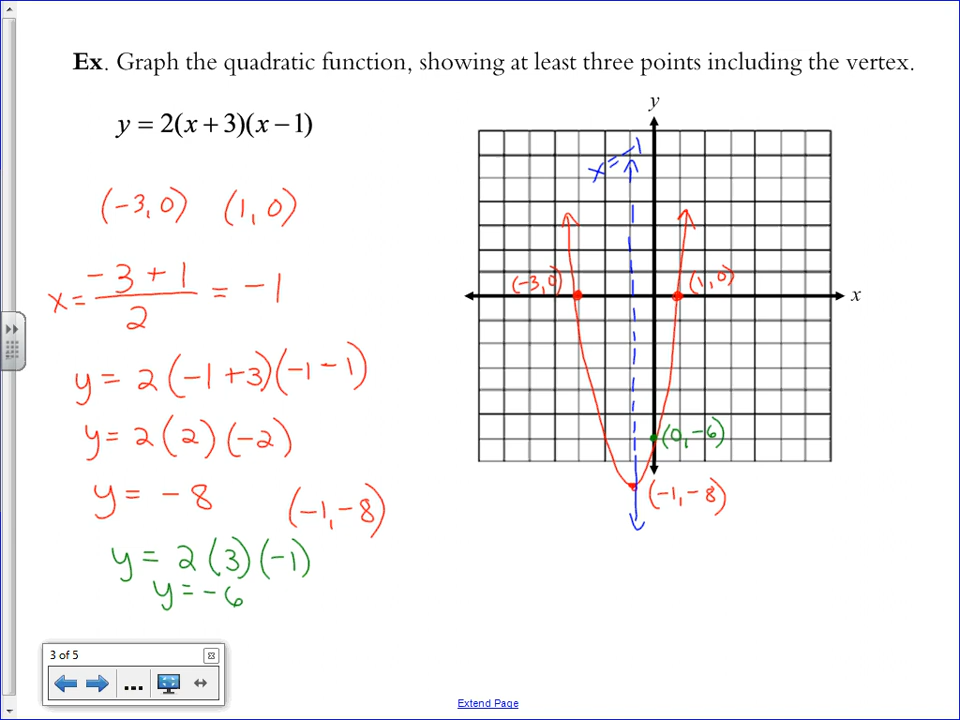 Ex. Graph the quadratic function, showing at least three points including the vertex.
y = 2(x + 3)(x − 1)
(-3, 0) (1, 0)
x = -3 + 1 / 2 = -1
y = 2(-1 + 3)(-1 - 1)
y = 2(2)(-2)
y = -8 (-1, -8)
y = 2(3)(-1)
y = -6
y
x = -1
(-3, 0)
(1, 0)
x
(0, -6)
(-1, -8)
3 of 5
...
Extend Page